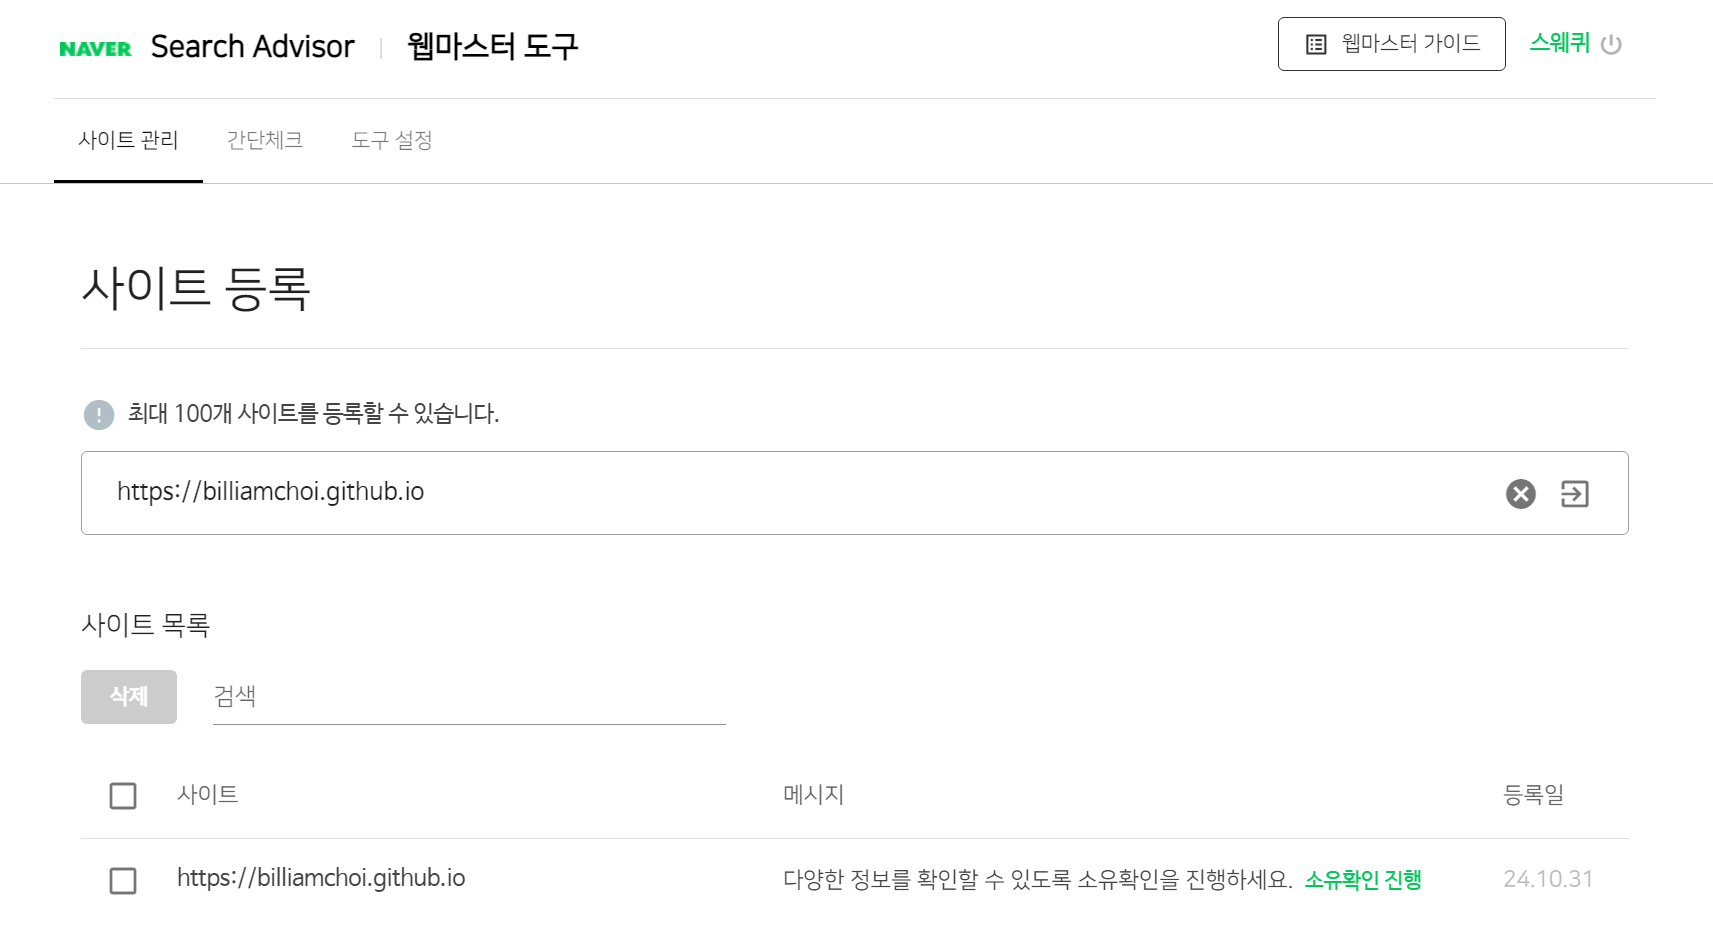 NAVER Search Advisor 웹마스터 도구 웹마스터 가이드 스웨퀴
사이트 관리 간단체크 도구 설정
사이트 등록
최대 100개 사이트를 등록할 수 있습니다.
https://billiamchoi.github.io
사이트 목록
삭제 검색
사이트 메시지 등록일
https://billiamchoi.github.io 다양한 정보를 확인할 수 있도록 소유확인을 진행하세요. 소유확인 진행 24.10.31